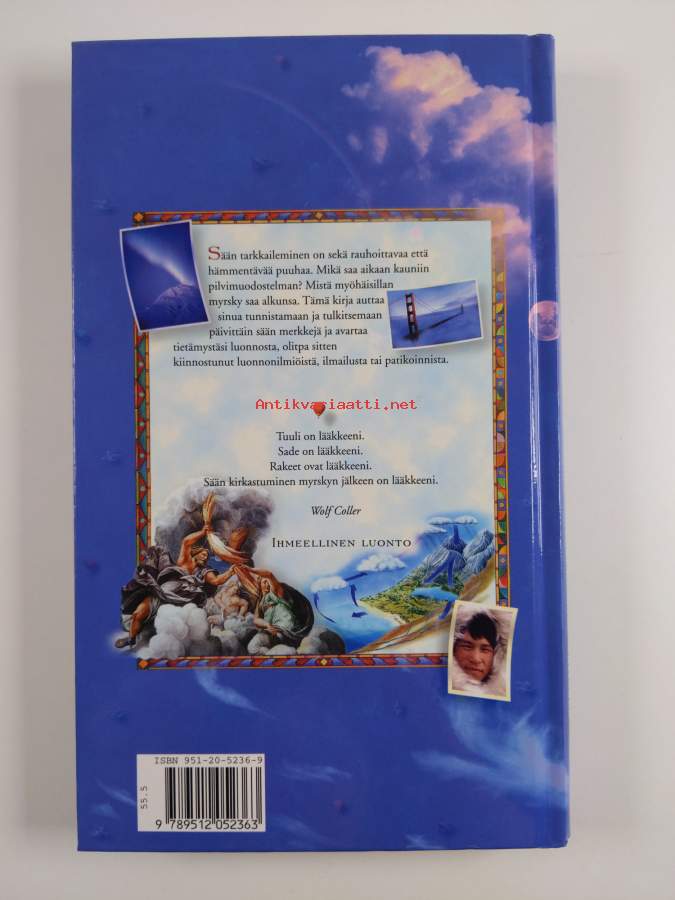 Sään tarkkaileminen on sekä rauhoittavaa että
hämmentävää puuhaa. Mikä saa aikaan kauniin
pilvimuodostelman? Mistä myöhäisillan
myrsky saa alkunsa. Tämä kirja auttaa
sinua tunnistamaan ja tulkitsemaan
päivittäin sään merkkejä ja avartaa
tietämystäsi luonnosta, olitpa sitten
kiinnostunut luonnonilmiöistä, ilmailusta tai patikoinnista.
Antikvariaatti.net
Tuuli on lääkkeeni.
Sade on lääkkeeni.
Rakeet ovat lääkkeeni.
Sään kirkastuminen myrskyn jälkeen on lääkkeeni.
Wolf Coller
IHMEELLINEN LUONTO
ISBN 951-20-5236-9
55.5
9 789512 052363